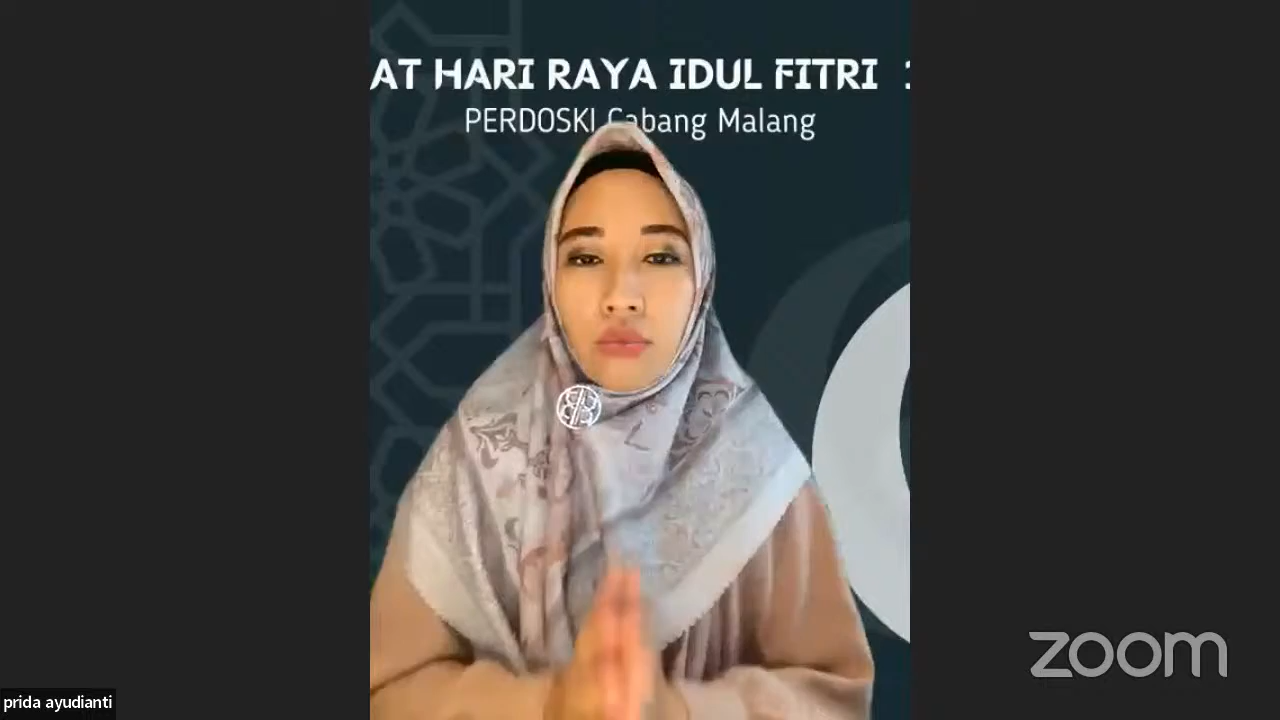 AT HARI RAYA IDUL FITRI
PERDOSKI Cabang Malang
zoom
prida ayudianti